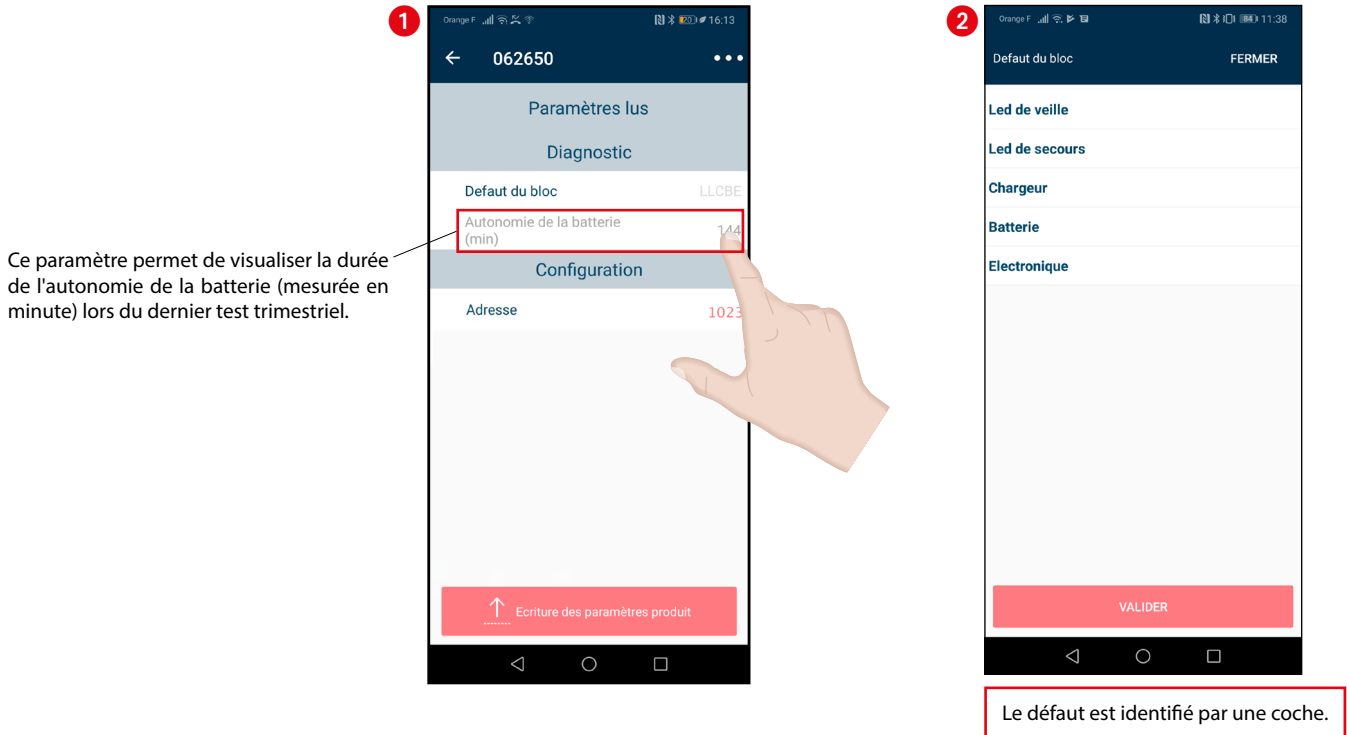 1
Orange F 20 16:13
062650
Paramètres lus
Diagnostic
Defaut du bloc LLCBE
Autonomie de la batterie
(min) 144
Configuration
Adresse 1023
Ecriture des paramètres produit
Ce paramètre permet de visualiser la durée
de l'autonomie de la batterie (mesurée en
minute) lors du dernier test trimestriel.
2
Orange F 84 11:38
Defaut du bloc FERMER
Led de veille
Led de secours
Chargeur
Batterie
Electronique
VALIDER
Le défaut est identifié par une coche.